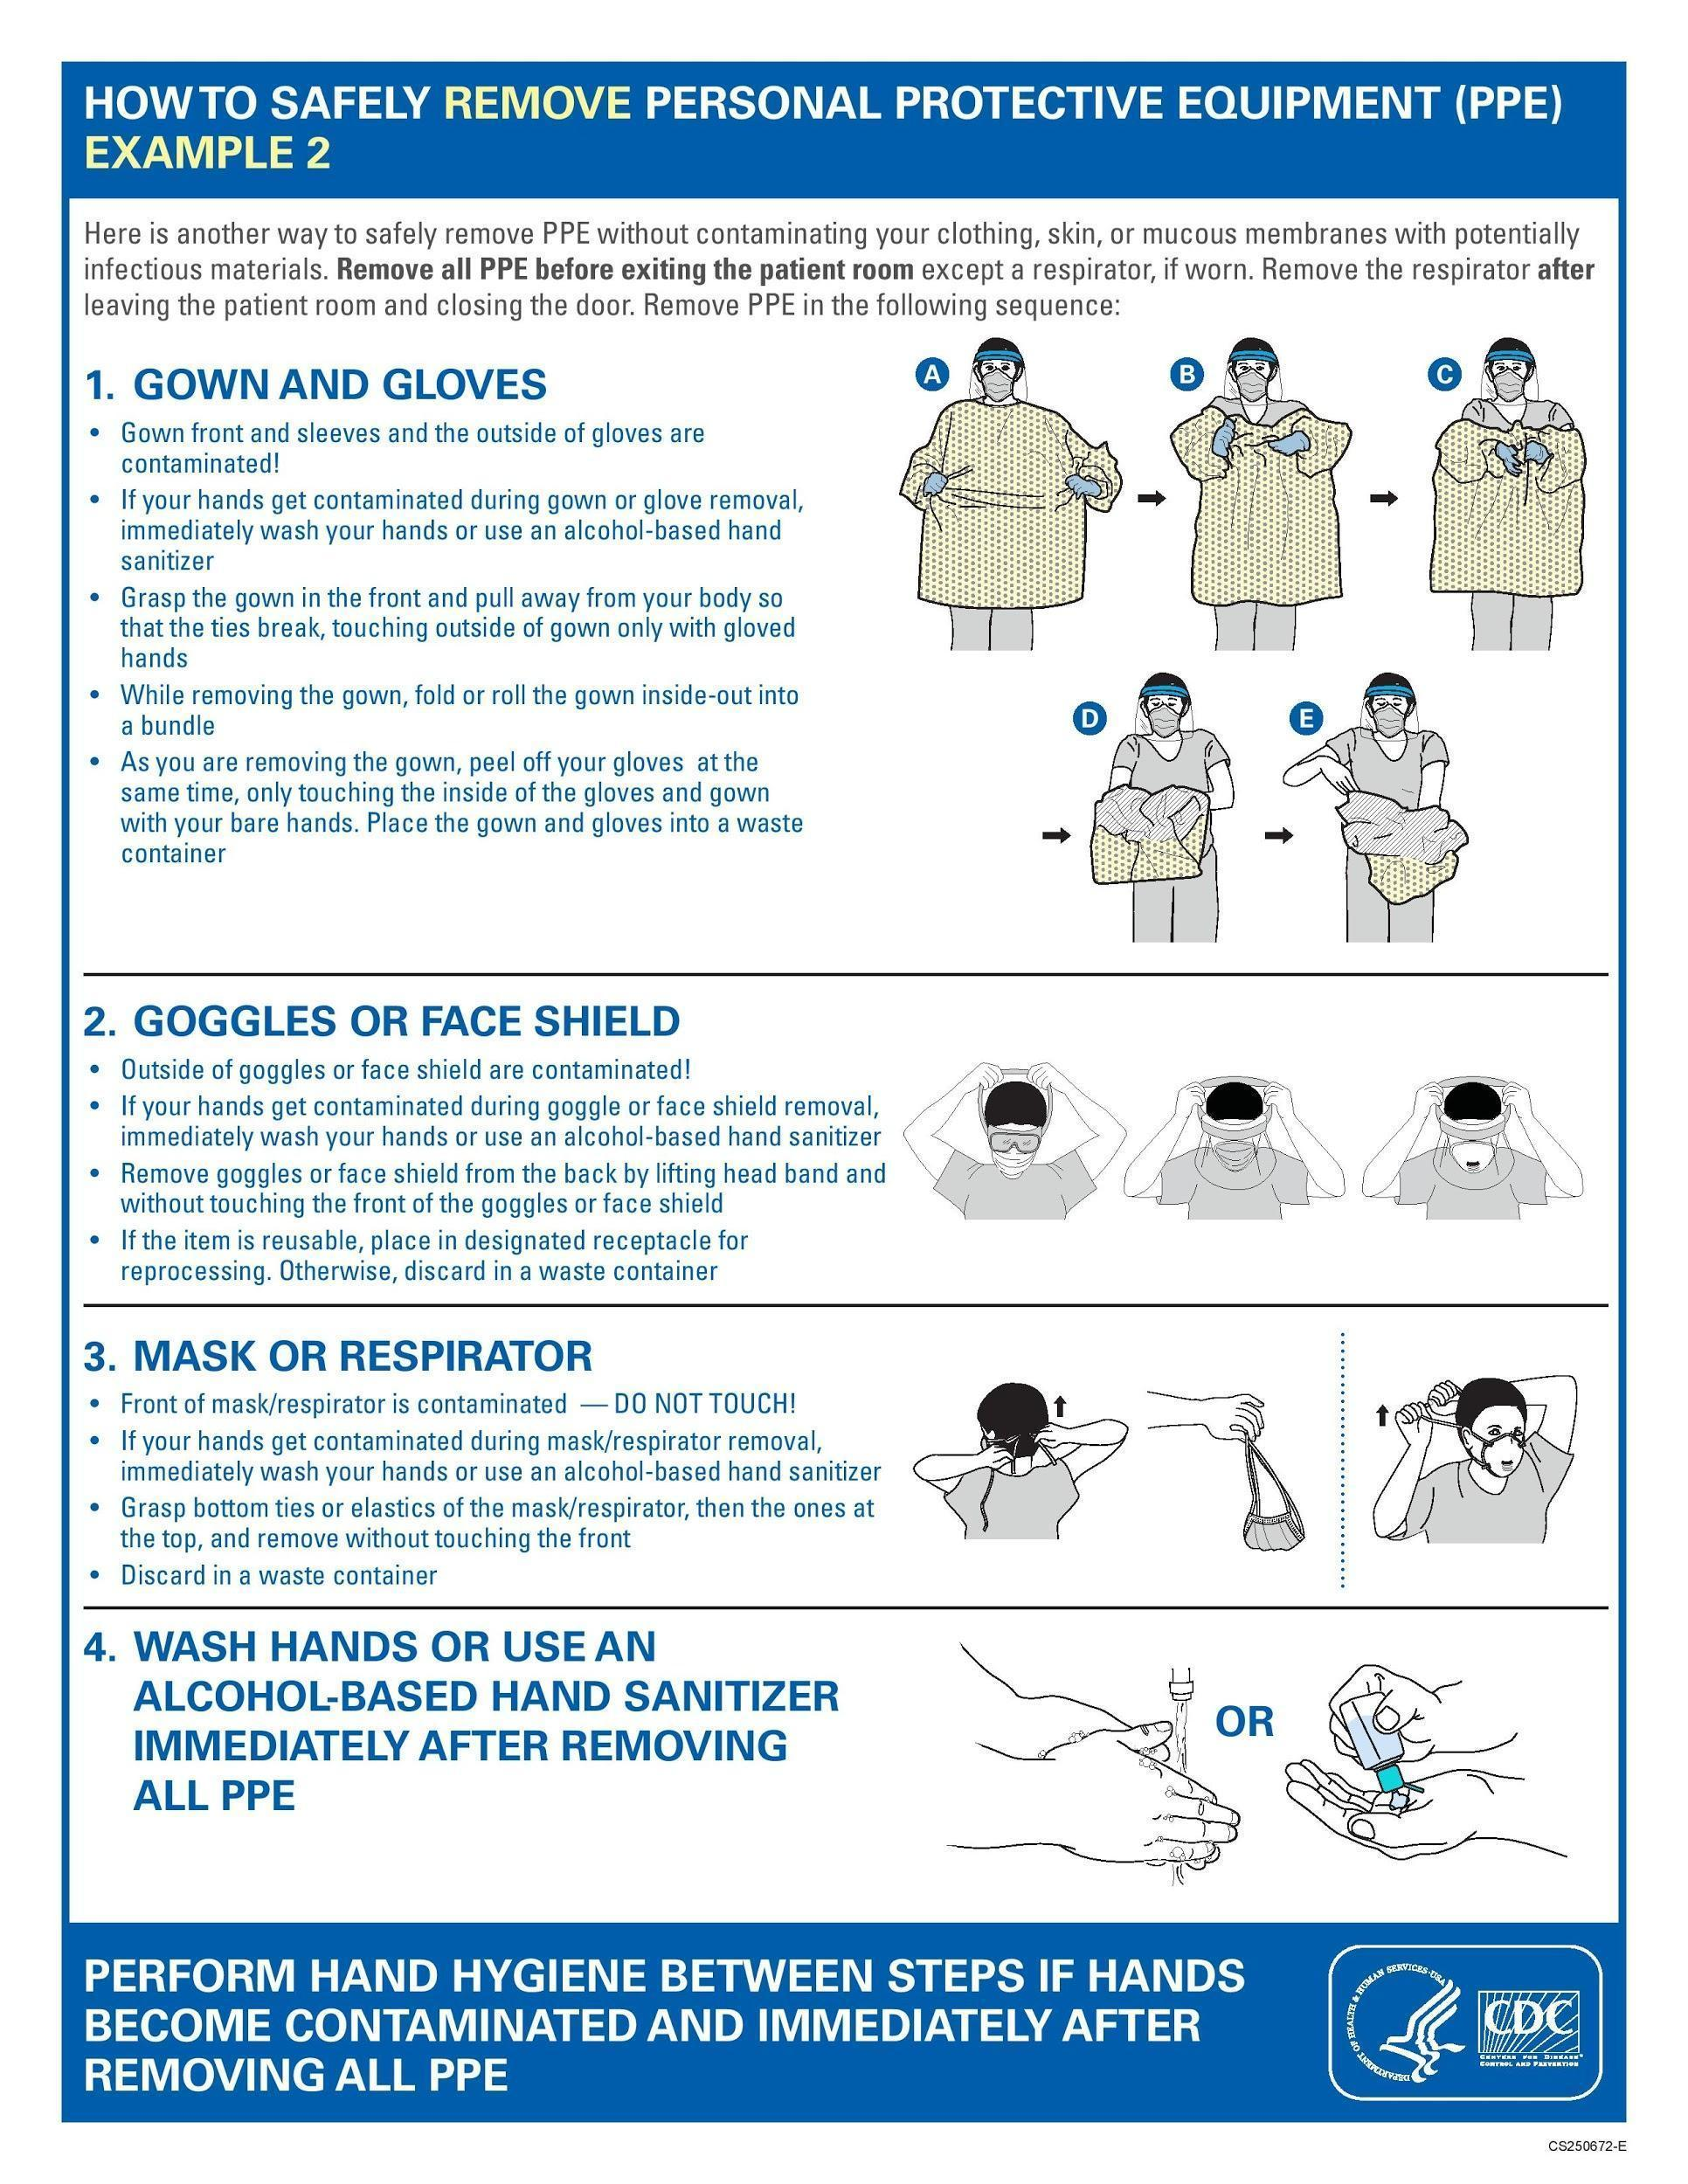 HOW TO SAFELY REMOVE PERSONAL PROTECTIVE EQUIPMENT (PPE)
EXAMPLE 2
Here is another way to safely remove PPE without contaminating your clothing, skin, or mucous membranes with potentially
infectious materials. Remove all PPE before exiting the patient room except a respirator, if worn. Remove the respirator after
leaving the patient room and closing the door. Remove PPE in the following sequence:
1. GOWN AND GLOVES
• Gown front and sleeves and the outside of gloves are
contaminated!
• If your hands get contaminated during gown or glove removal,
immediately wash your hands or use an alcohol-based hand
sanitizer
• Grasp the gown in the front and pull away from your body so
that the ties break, touching outside of gown only with gloved
hands
• While removing the gown, fold or roll the gown inside-out into
a bundle
• As you are removing the gown, peel off your gloves at the
same time, only touching the inside of the gloves and gown
with your bare hands. Place the gown and gloves into a waste
container
A
B
C
D
E
2. GOGGLES OR FACE SHIELD
• Outside of goggles or face shield are contaminated!
• If your hands get contaminated during goggle or face shield removal,
immediately wash your hands or use an alcohol-based hand sanitizer
• Remove goggles or face shield from the back by lifting head band and
without touching the front of the goggles or face shield
• If the item is reusable, place in designated receptacle for
reprocessing. Otherwise, discard in a waste container
3. MASK OR RESPIRATOR
• Front of mask/respirator is contaminated — DO NOT TOUCH!
• If your hands get contaminated during mask/respirator removal,
immediately wash your hands or use an alcohol-based hand sanitizer
• Grasp bottom ties or elastics of the mask/respirator, then the ones at
the top, and remove without touching the front
• Discard in a waste container
4. WASH HANDS OR USE AN
ALCOHOL-BASED HAND SANITIZER
IMMEDIATELY AFTER REMOVING
ALL PPE
OR
PERFORM HAND HYGIENE BETWEEN STEPS IF HANDS
BECOME CONTAMINATED AND IMMEDIATELY AFTER
REMOVING ALL PPE
DEPARTMENT OF HEALTH & HUMAN SERVICES·USA
CDC
CENTERS FOR DISEASE
CONTROL AND PREVENTION
CS250672-E